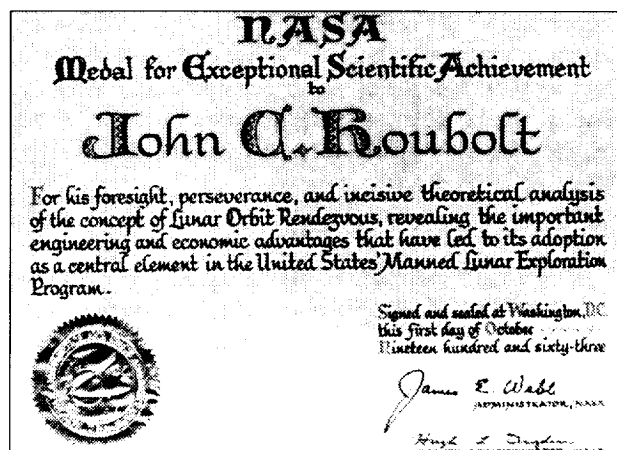 NASA
Medal for Exceptional Scientific Achievement
to
John C. Houbolt
For his foresight, perseverance, and incisive theoretical analysis
of the concept of Lunar Orbit Rendezvous, revealing the important
engineering and economic advantages that have led to its adoption
as a central element in the United States' Manned Lunar Exploration
Program.
Signed and sealed at Washington, DC
this first day of October
Nineteen hundred and sixty-three
James E. Webb
ADMINISTRATOR, NASA
Hugh L. Dryden